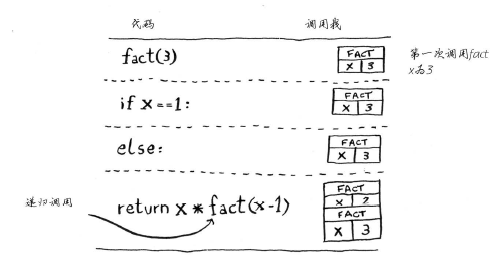 代码 调用栈
fact(3)
FACT
X 3
第一次调用fact
x为3
if x==1:
FACT
X 3
else:
FACT
X 3
递归调用
return x * fact(x-1)
FACT
X 2
FACT
X 3